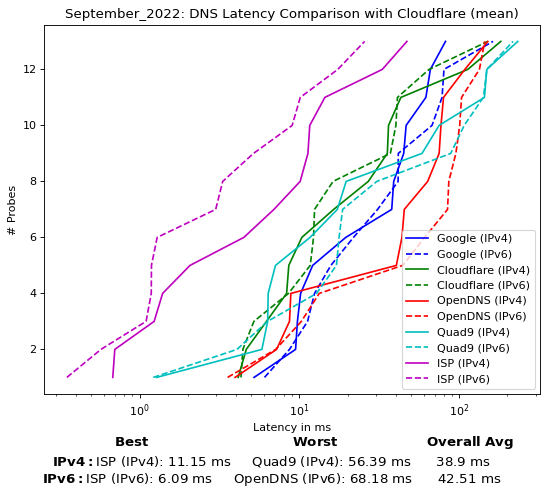 September_2022: DNS Latency Comparison with Cloudflare (mean)
12
10
8
6
4
2
# Probes
Google (IPv4)
Google (IPv6)
Cloudflare (IPv4)
Cloudflare (IPv6)
OpenDNS (IPv4)
OpenDNS (IPv6)
Quad9 (IPv4)
Quad9 (IPv6)
ISP (IPv4)
ISP (IPv6)
10⁰ 10¹ 10²
Latency in ms
Best Worst Overall Avg
IPv4: ISP (IPv4): 11.15 ms Quad9 (IPv4): 56.39 ms 38.9 ms
IPv6: ISP (IPv6): 6.09 ms OpenDNS (IPv6): 68.18 ms 42.51 ms